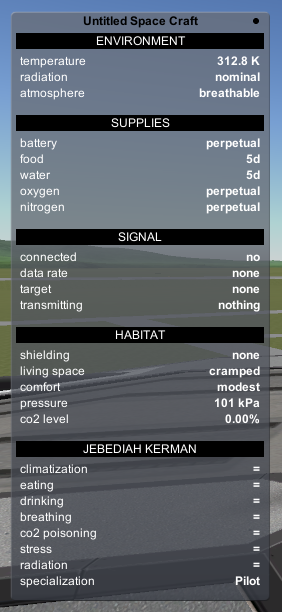 Untitled Space Craft
ENVIRONMENT
temperature 312.8 K
radiation nominal
atmosphere breathable
SUPPLIES
battery perpetual
food 5d
water 5d
oxygen perpetual
nitrogen perpetual
SIGNAL
connected no
data rate none
target none
transmitting nothing
HABITAT
shielding none
living space cramped
comfort modest
pressure 101 kPa
co2 level 0.00%
JEBEDIAH KERMAN
climatization =
eating =
drinking =
breathing =
co2 poisoning =
stress =
radiation =
specialization Pilot